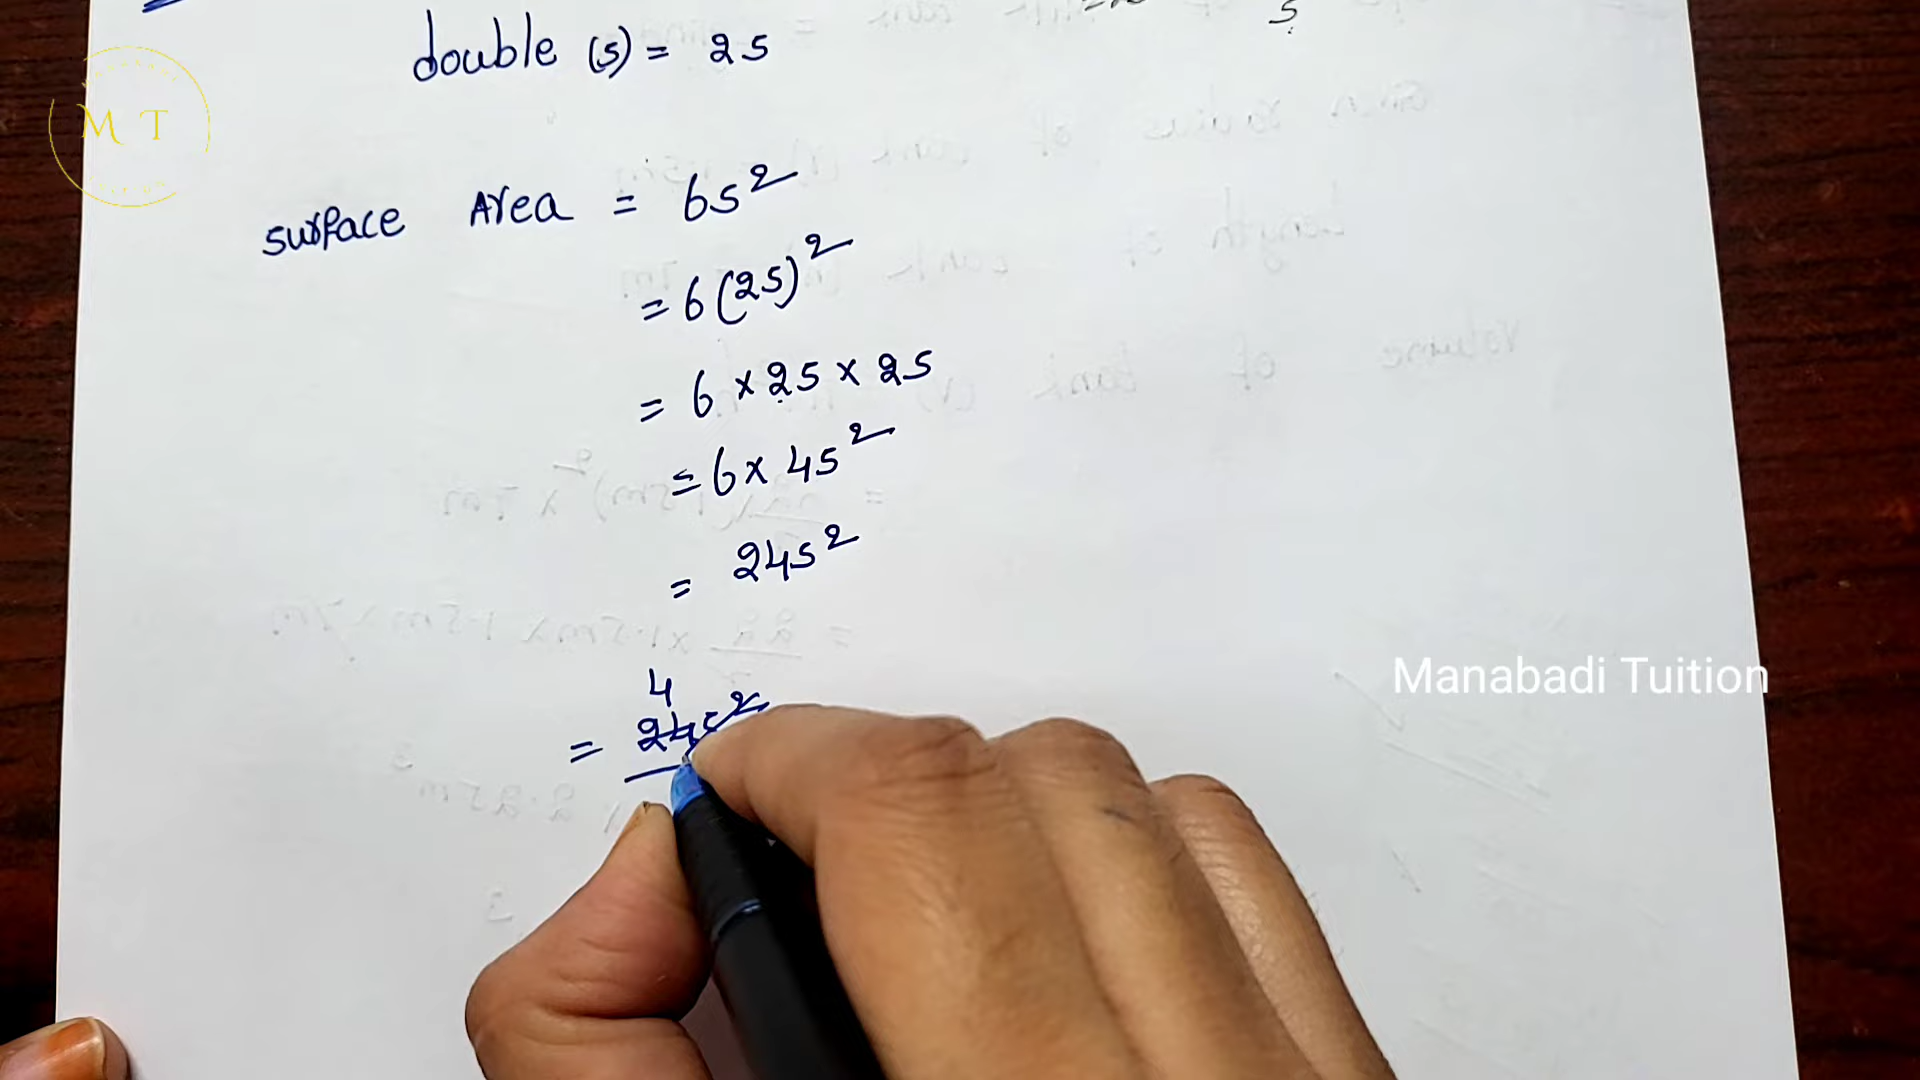 double (s) = 2s
M T
surface Area = 6s²
= 6(2s)²
= 6 × 2s × 2s
= 6 × 4s²
= 24s²
4
= 24s²
Manabadi Tuition